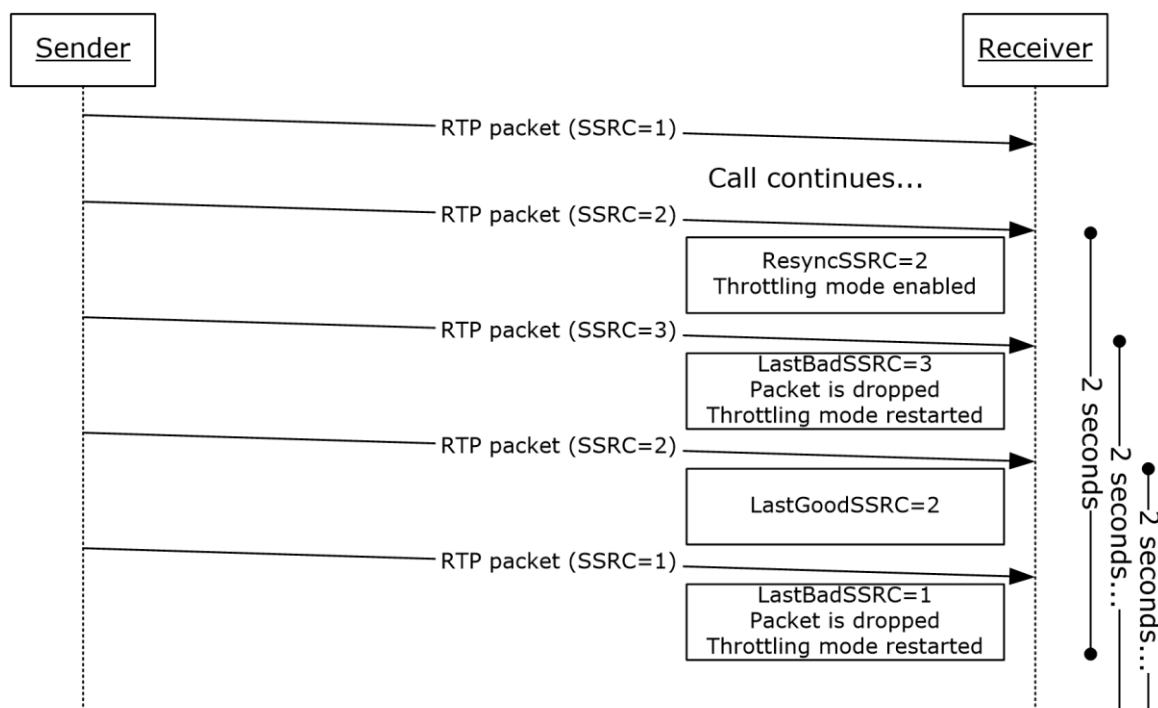 Sender
Receiver
RTP packet (SSRC=1)
Call continues...
RTP packet (SSRC=2)
ResyncSSRC=2
Throttling mode enabled
RTP packet (SSRC=3)
LastBadSSRC=3
Packet is dropped
Throttling mode restarted
RTP packet (SSRC=2)
LastGoodSSRC=2
RTP packet (SSRC=1)
LastBadSSRC=1
Packet is dropped
Throttling mode restarted
2 seconds
2 seconds...
2 seconds...